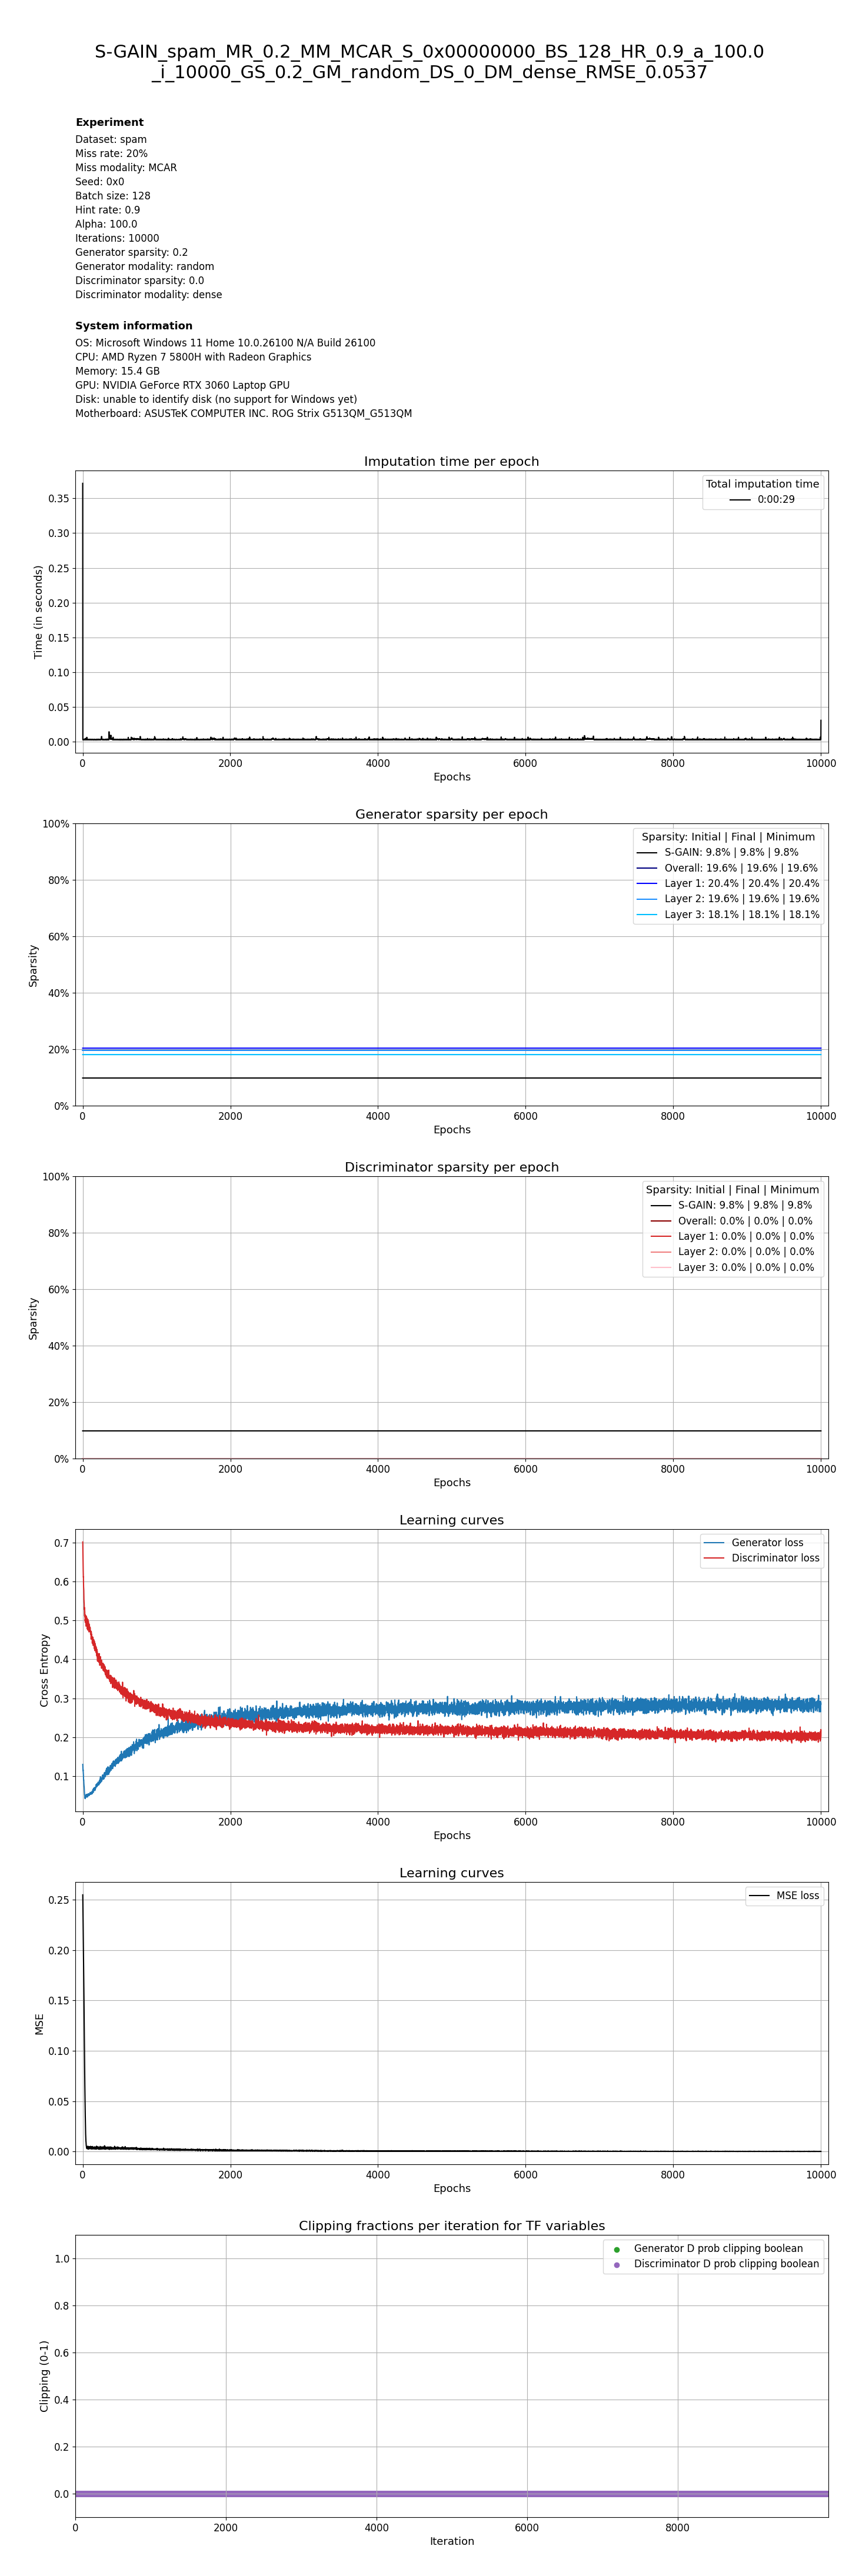 S-GAIN_spam_MR_0.2_MM_MCAR_S_0x00000000_BS_128_HR_0.9_a_100.0
_i_10000_GS_0.2_GM_random_DS_0_DM_dense_RMSE_0.0537
Experiment
Dataset: spam
Miss rate: 20%
Miss modality: MCAR
Seed: 0x0
Batch size: 128
Hint rate: 0.9
Alpha: 100.0
Iterations: 10000
Generator sparsity: 0.2
Generator modality: random
Discriminator sparsity: 0.0
Discriminator modality: dense
System information
OS: Microsoft Windows 11 Home 10.0.26100 N/A Build 26100
CPU: AMD Ryzen 7 5800H with Radeon Graphics
Memory: 15.4 GB
GPU: NVIDIA GeForce RTX 3060 Laptop GPU
Disk: unable to identify disk (no support for Windows yet)
Motherboard: ASUSTeK COMPUTER INC. ROG Strix G513QM_G513QM
Imputation time per epoch
Total imputation time
0:00:29
0.35
0.30
0.25
0.20
0.15
0.10
0.05
0.00
Time (in seconds)
0 2000 4000 6000 8000 10000
Epochs
Generator sparsity per epoch
Sparsity: Initial | Final | Minimum
S-GAIN: 9.8% | 9.8% | 9.8%
Overall: 19.6% | 19.6% | 19.6%
Layer 1: 20.4% | 20.4% | 20.4%
Layer 2: 19.6% | 19.6% | 19.6%
Layer 3: 18.1% | 18.1% | 18.1%
100%
80%
60%
40%
20%
0%
Sparsity
0 2000 4000 6000 8000 10000
Epochs
Discriminator sparsity per epoch
Sparsity: Initial | Final | Minimum
S-GAIN: 9.8% | 9.8% | 9.8%
Overall: 0.0% | 0.0% | 0.0%
Layer 1: 0.0% | 0.0% | 0.0%
Layer 2: 0.0% | 0.0% | 0.0%
Layer 3: 0.0% | 0.0% | 0.0%
100%
80%
60%
40%
20%
0%
Sparsity
0 2000 4000 6000 8000 10000
Epochs
Learning curves
Generator loss
Discriminator loss
0.7
0.6
0.5
0.4
0.3
0.2
0.1
Cross Entropy
0 2000 4000 6000 8000 10000
Epochs
Learning curves
MSE loss
0.25
0.20
0.15
0.10
0.05
0.00
MSE
0 2000 4000 6000 8000 10000
Epochs
Clipping fractions per iteration for TF variables
Generator D prob clipping boolean
Discriminator D prob clipping boolean
1.0
0.8
0.6
0.4
0.2
0.0
Clipping (0-1)
0 2000 4000 6000 8000
Iteration